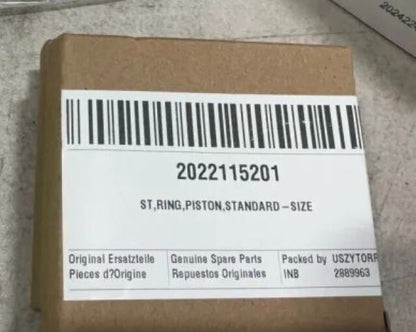 2022115201
ST,RING,PISTON,STANDARD-SIZE
Original Ersatzteile Genuine Spare Parts Packed by USZYTORR
Pieces d?Origine Repuestos Originales INB 2889963